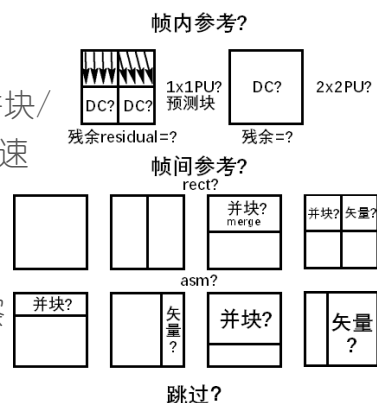 帧内参考?
DC? DC? 1x1PU? DC? 2x2PU?
预测块
残余residual=? 残余=?
块/
速
帧间参考?
rect?
并块? 并块? 矢量?
merge
asm?
并块? 矢量? 并块? 矢量?
跳过?